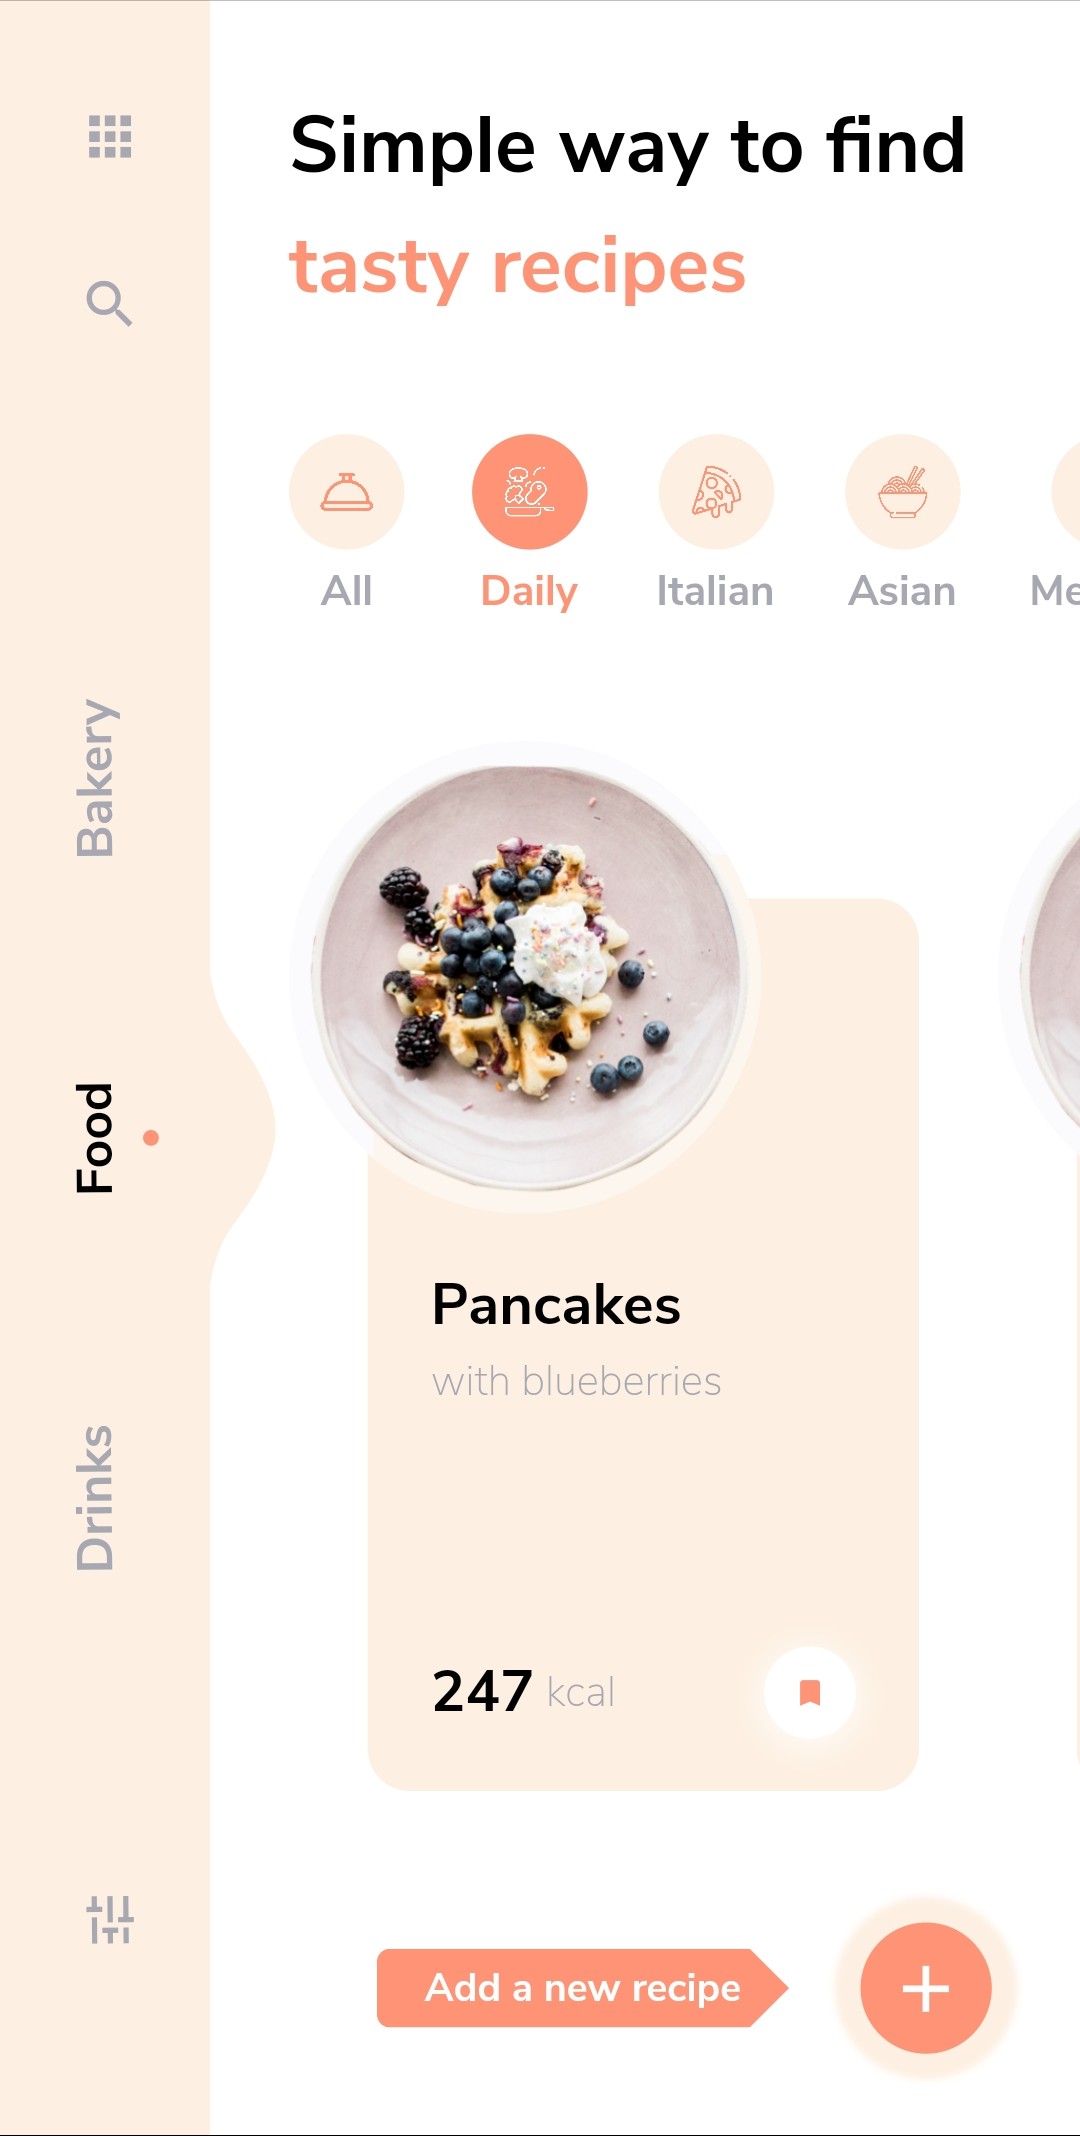 Simple way to find
tasty recipes
All
Daily
Italian
Asian
Me
Bakery
Food
Drinks
Pancakes
with blueberries
247 kcal
Add a new recipe